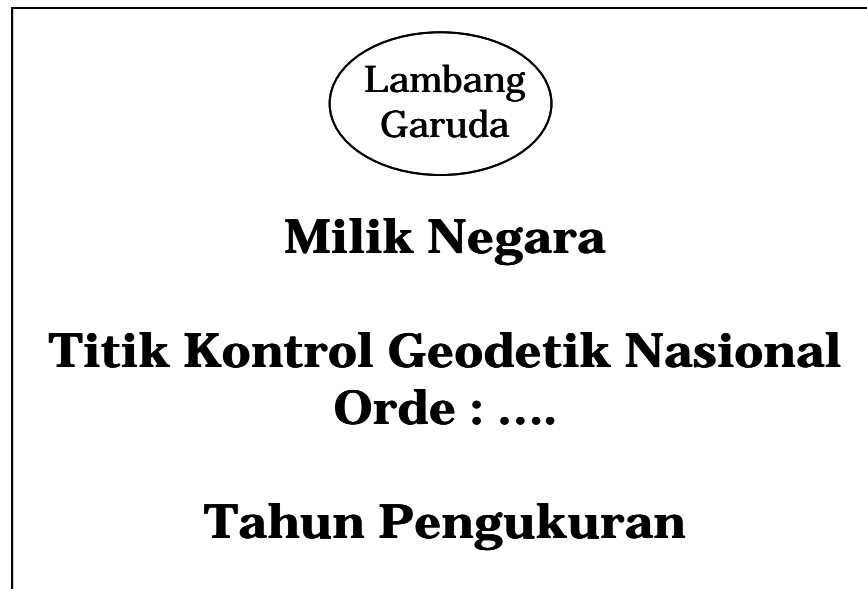 Lambang
Garuda
Milik Negara
Titik Kontrol Geodetik Nasional
Orde : ....
Tahun Pengukuran